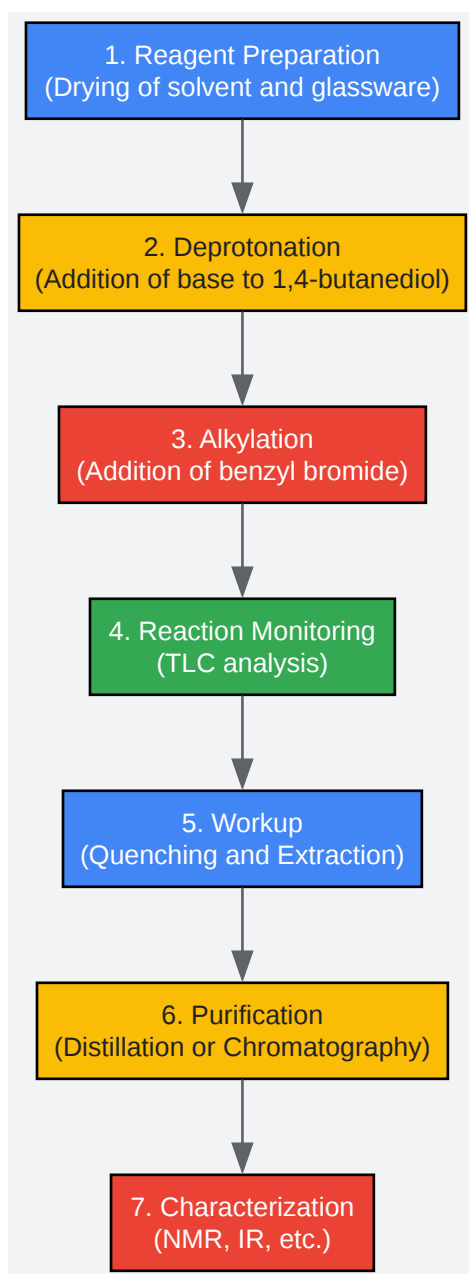 1. Reagent Preparation
(Drying of solvent and glassware)
2. Deprotonation
(Addition of base to 1,4-butanediol)
3. Alkylation
(Addition of benzyl bromide)
4. Reaction Monitoring
(TLC analysis)
5. Workup
(Quenching and Extraction)
6. Purification
(Distillation or Chromatography)
7. Characterization
(NMR, IR, etc.)